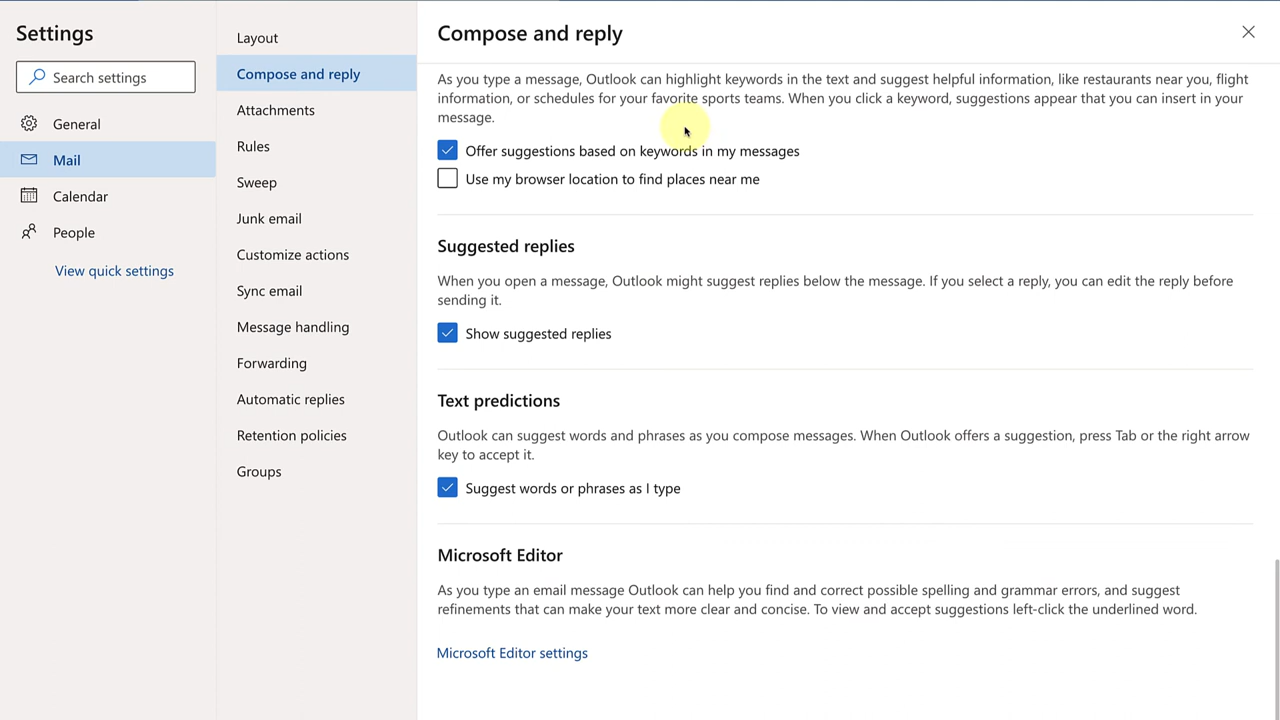 Settings
Search settings
General
Mail
Calendar
People
View quick settings
Layout
Compose and reply
Attachments
Rules
Sweep
Junk email
Customize actions
Sync email
Message handling
Forwarding
Automatic replies
Retention policies
Groups
Compose and reply
As you type a message, Outlook can highlight keywords in the text and suggest helpful information, like restaurants near you, flight
information, or schedules for your favorite sports teams. When you click a keyword, suggestions appear that you can insert in your
message.
Offer suggestions based on keywords in my messages
Use my browser location to find places near me
Suggested replies
When you open a message, Outlook might suggest replies below the message. If you select a reply, you can edit the reply before
sending it.
Show suggested replies
Text predictions
Outlook can suggest words and phrases as you compose messages. When Outlook offers a suggestion, press Tab or the right arrow
key to accept it.
Suggest words or phrases as I type
Microsoft Editor
As you type an email message Outlook can help you find and correct possible spelling and grammar errors, and suggest
refinements that can make your text more clear and concise. To view and accept suggestions left-click the underlined word.
Microsoft Editor settings